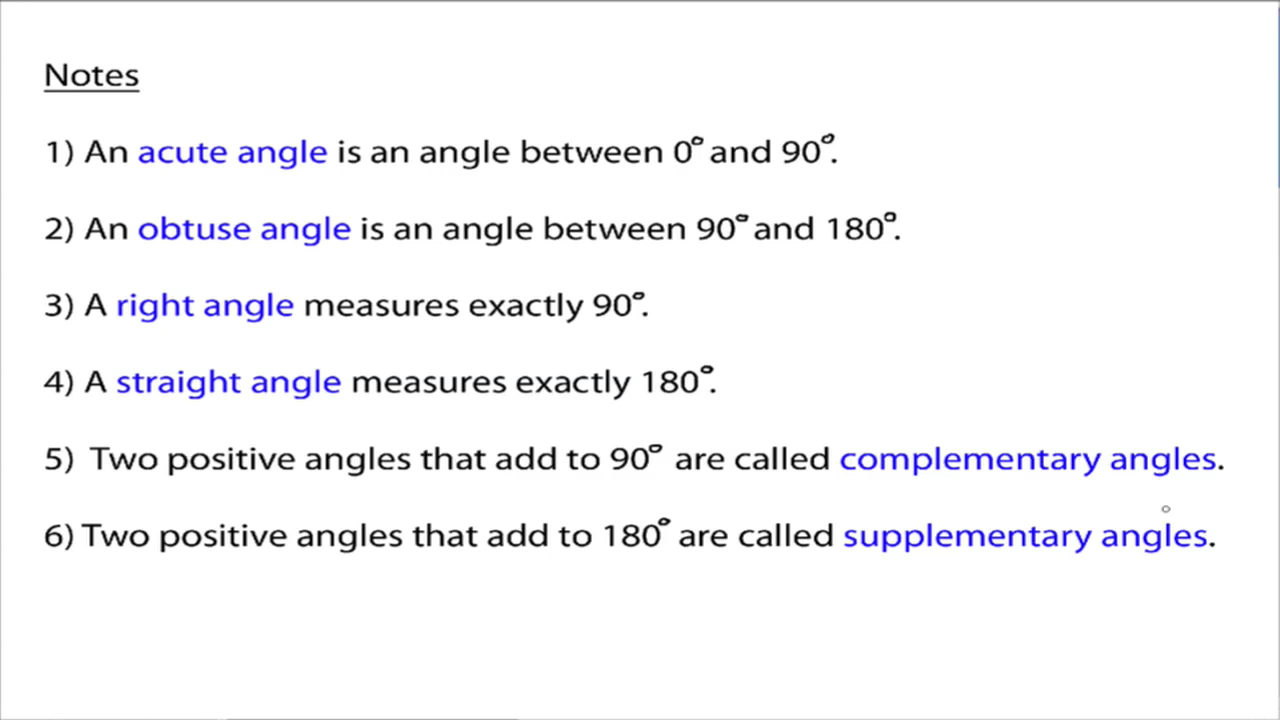 Notes
1) An acute angle is an angle between 0° and 90°.
2) An obtuse angle is an angle between 90° and 180°.
3) A right angle measures exactly 90°.
4) A straight angle measures exactly 180°.
5) Two positive angles that add to 90° are called complementary angles.
6) Two positive angles that add to 180° are called supplementary angles.